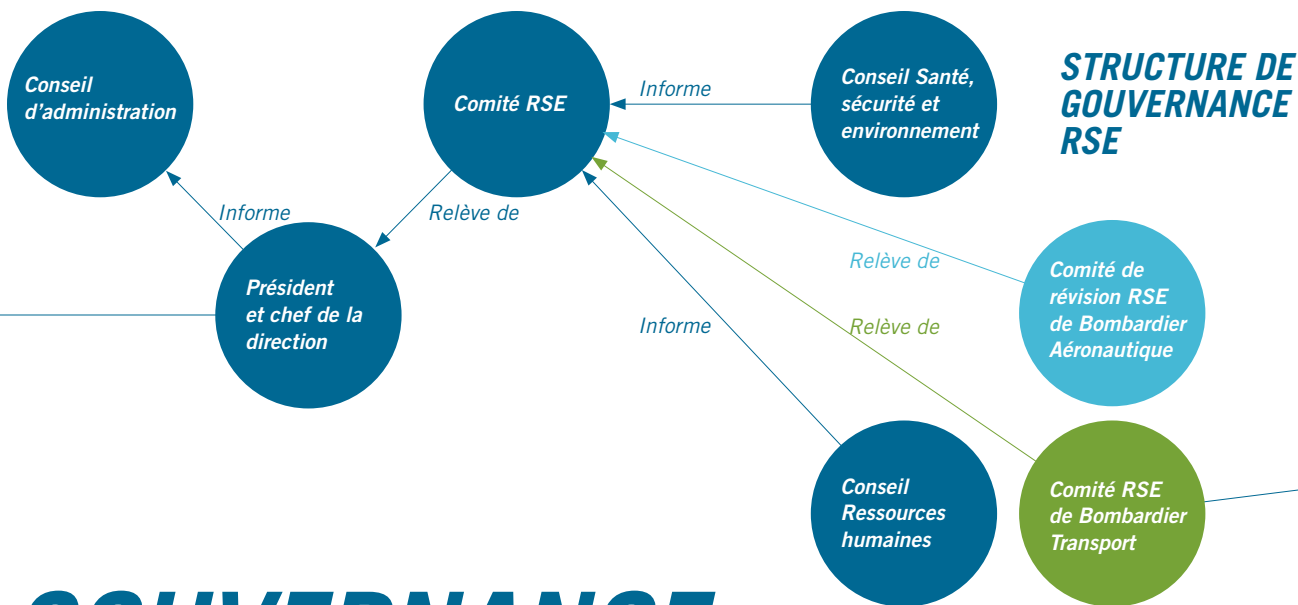 STRUCTURE DE
GOUVERNANCE
RSE
Conseil
d'administration
Comité RSE
Informe
Conseil Santé,
sécurité et
environnement
Informe
Relève de
Président
et chef de la
direction
Relève de
Comité de
révision RSE
de Bombardier
Aéronautique
Informe
Relève de
Conseil
Ressources
humaines
Comité RSE
de Bombardier
Transport
GOUVERNANCE